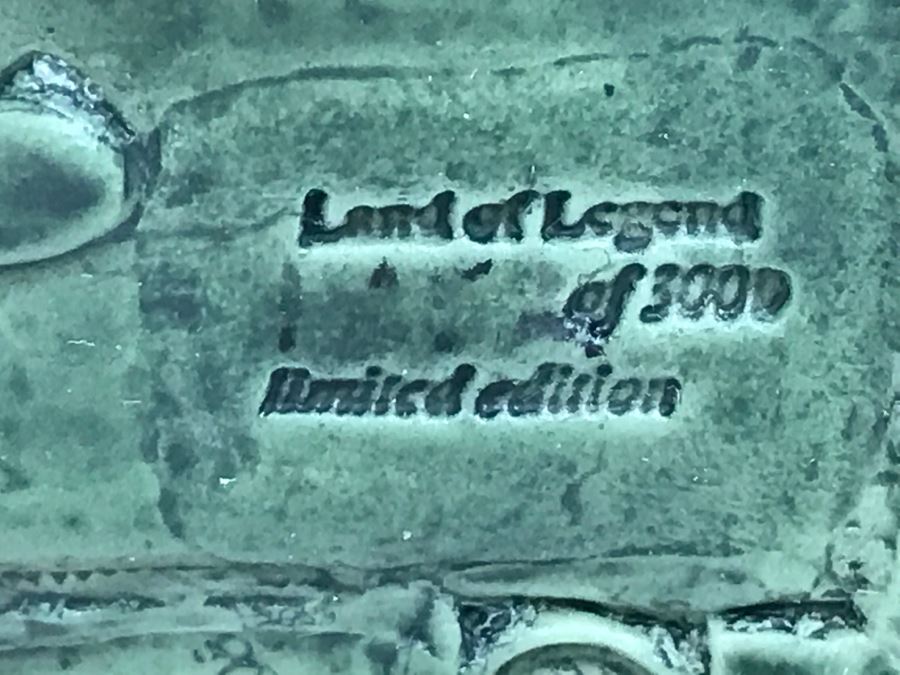 Land of Legend
of 3000
limited edition